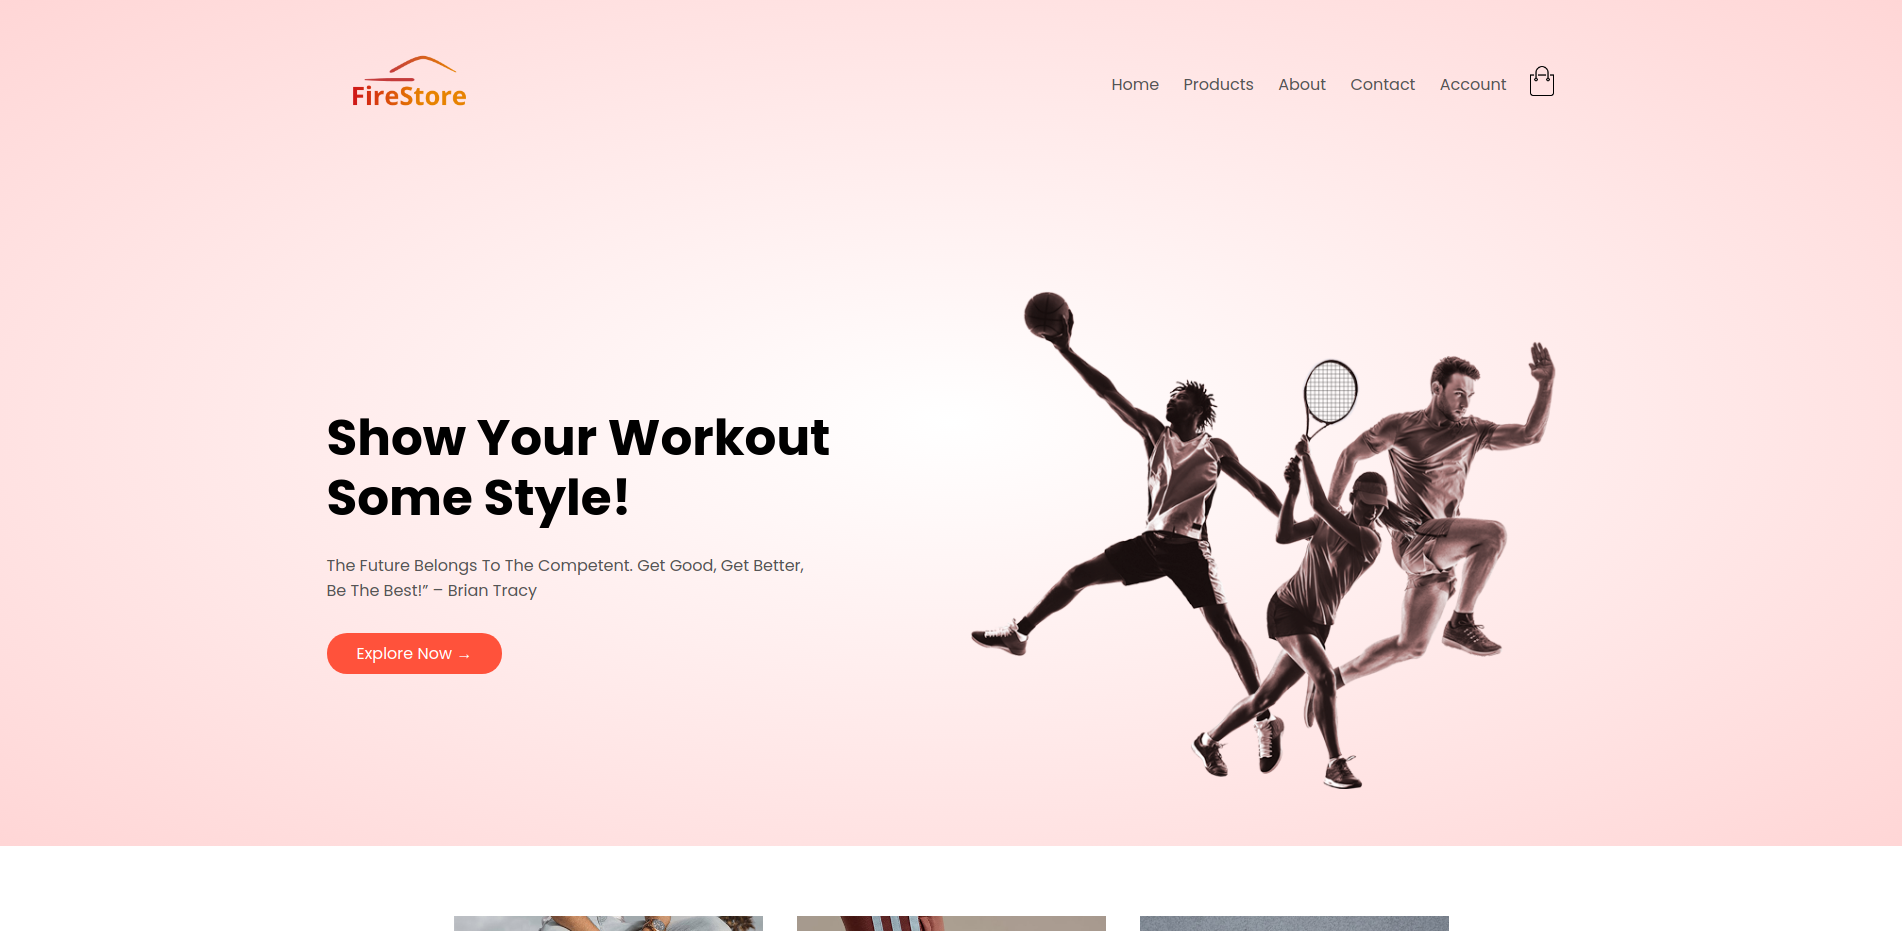 FireStore
Home Products About Contact Account
Show Your Workout
Some Style!
The Future Belongs To The Competent. Get Good, Get Better,
Be The Best!” – Brian Tracy
Explore Now →